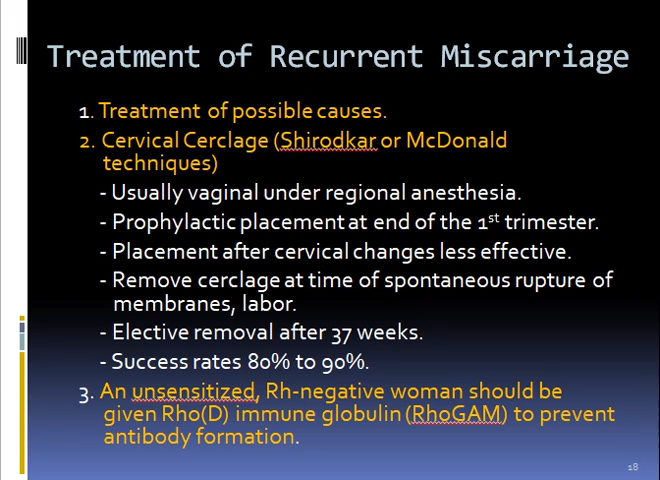 Treatment of Recurrent Miscarriage
1. Treatment of possible causes.
2. Cervical Cerclage (Shirodkar or McDonald
techniques)
- Usually vaginal under regional anesthesia.
- Prophylactic placement at end of the 1st trimester.
- Placement after cervical changes less effective.
- Remove cerclage at time of spontaneous rupture of
membranes, labor.
- Elective removal after 37 weeks.
- Success rates 80% to 90%.
3. An unsensitized, Rh-negative woman should be
given Rho(D) immune globulin (RhoGAM) to prevent
antibody formation.
18